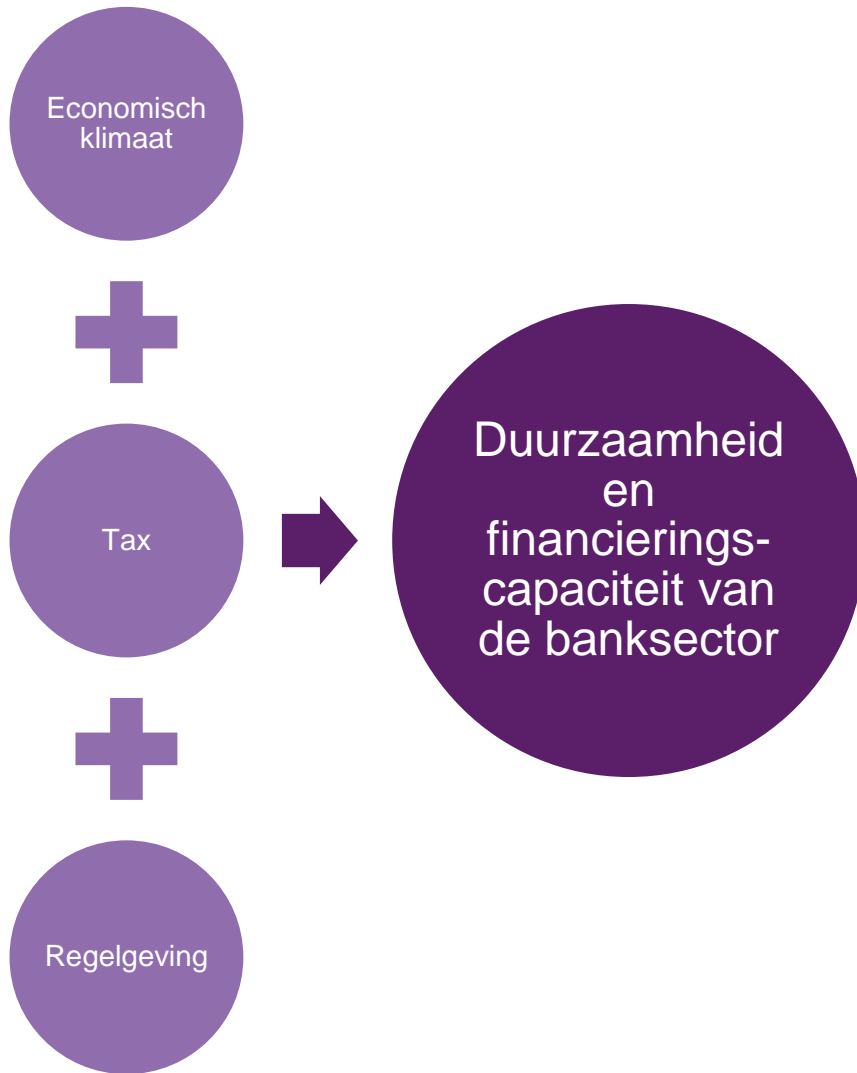 Economisch
klimaat
Tax
Regelgeving
Duurzaamheid
en
financierings-
capaciteit van
de banksector